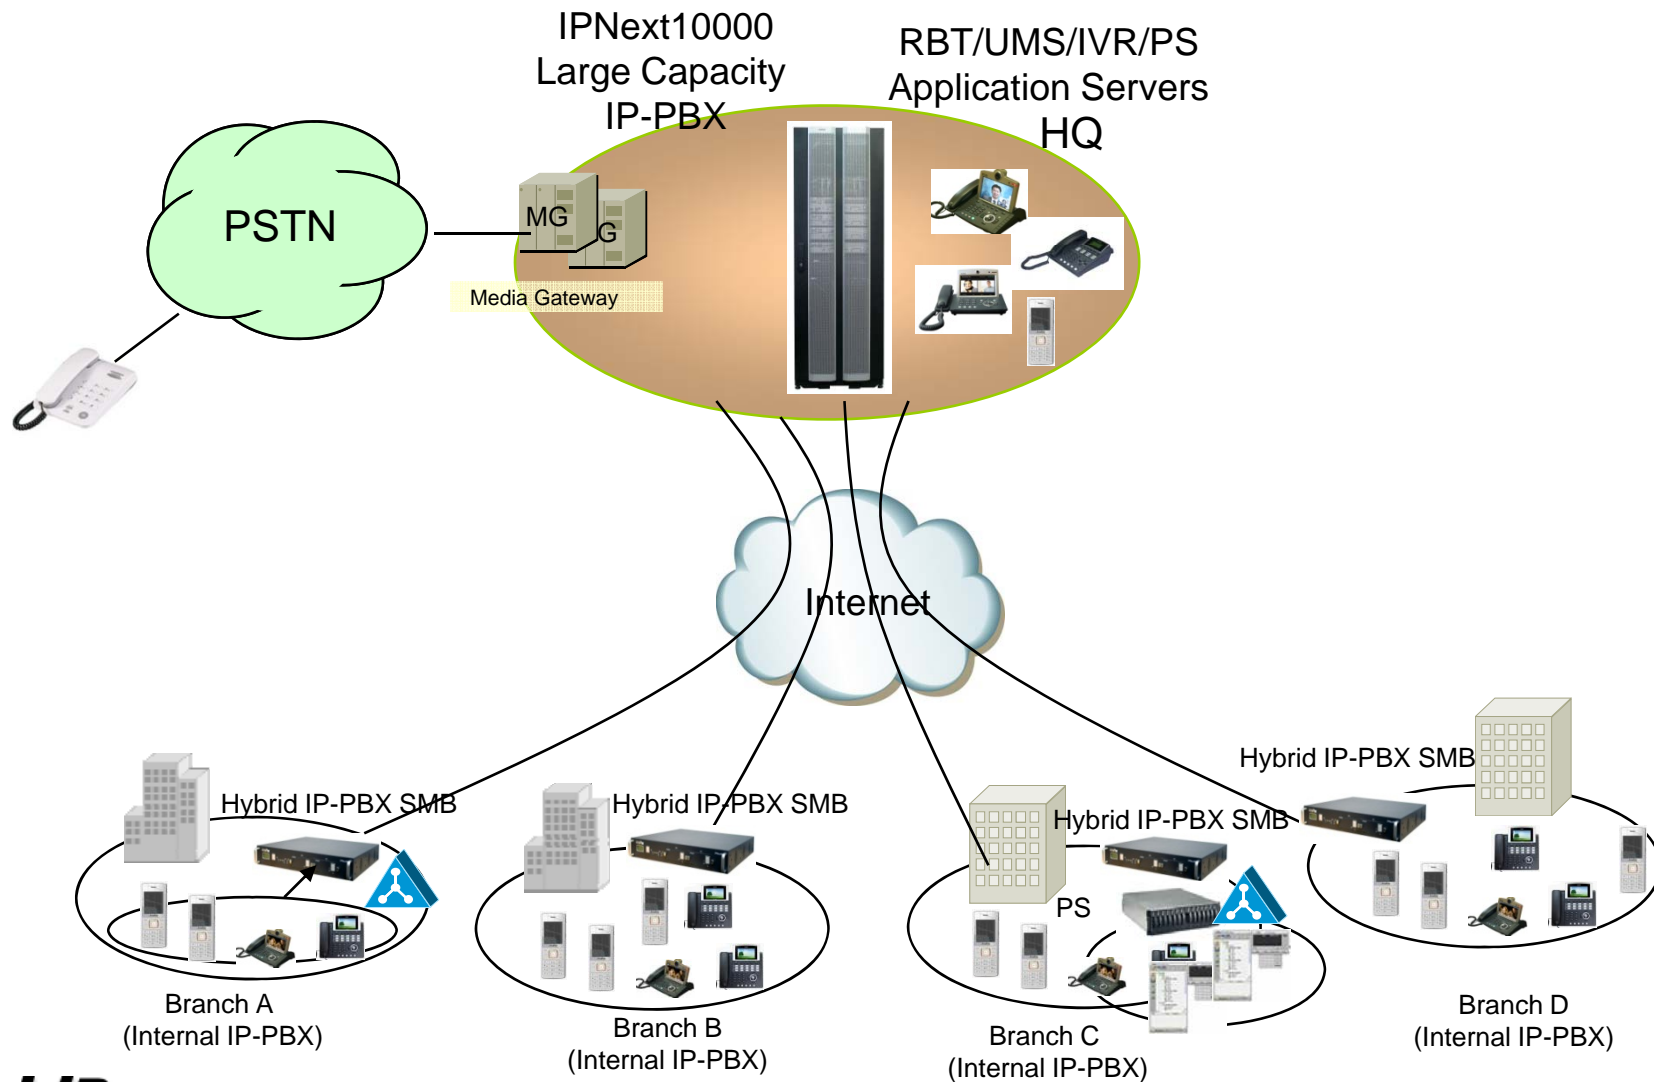 IPNext10000
Large Capacity
IP-PBX
RBT/UMS/IVR/PS
Application Servers
HQ
PSTN
MG
G
Media Gateway
Internet
Hybrid IP-PBX SMB
Hybrid IP-PBX SMB
Hybrid IP-PBX SMB
Hybrid IP-PBX SMB
PS
Branch A
(Internal IP-PBX)
Branch B
(Internal IP-PBX)
Branch C
(Internal IP-PBX)
Branch D
(Internal IP-PBX)